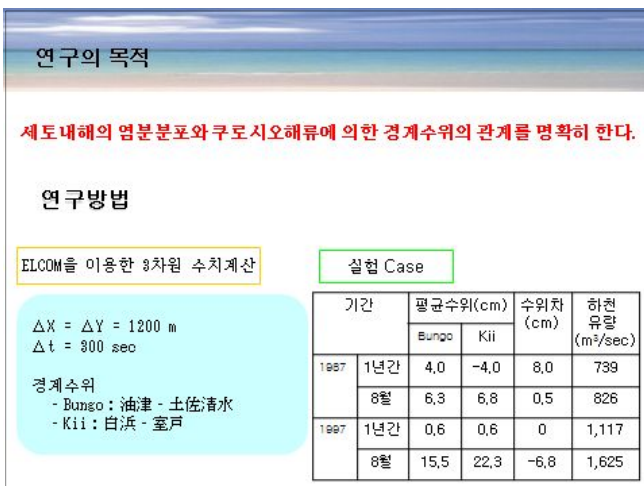 연구의 목적
세토내해의 염분분포와 쿠로시오해류에 의한 경계수위의 관계를 명확히 한다.
연구방법
ELCOM을 이용한 3차원 수치계산
△X = △Y = 1200 m
△t = 300 sec
경계수위
- Bungo : 油津 - 土佐清水
- Kii : 白浜 - 室戸
실험 Case
기간 평균수위(cm) 수위차 (cm) 하천 유량 (m³/sec)
Bungo Kii
1987 1년간 4,0 -4,0 8,0 739
8월 6,3 6,8 0,5 826
1997 1년간 0,6 0,6 0 1,117
8월 15,5 22,3 -6,8 1,625